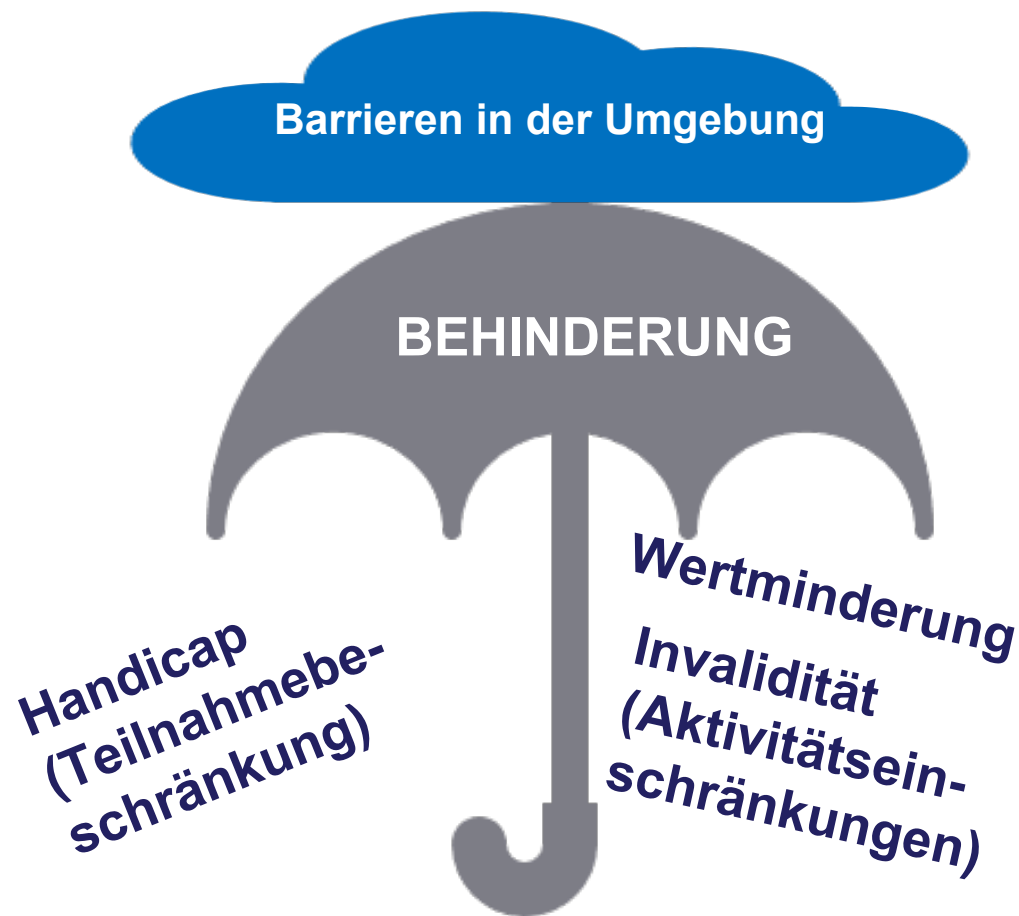 Barrieren in der Umgebung
BEHINDERUNG
Handicap
(Teilnahmebe-
schränkung)
Wertminderung
Invalidität
(Aktivitätsein-
schränkungen)